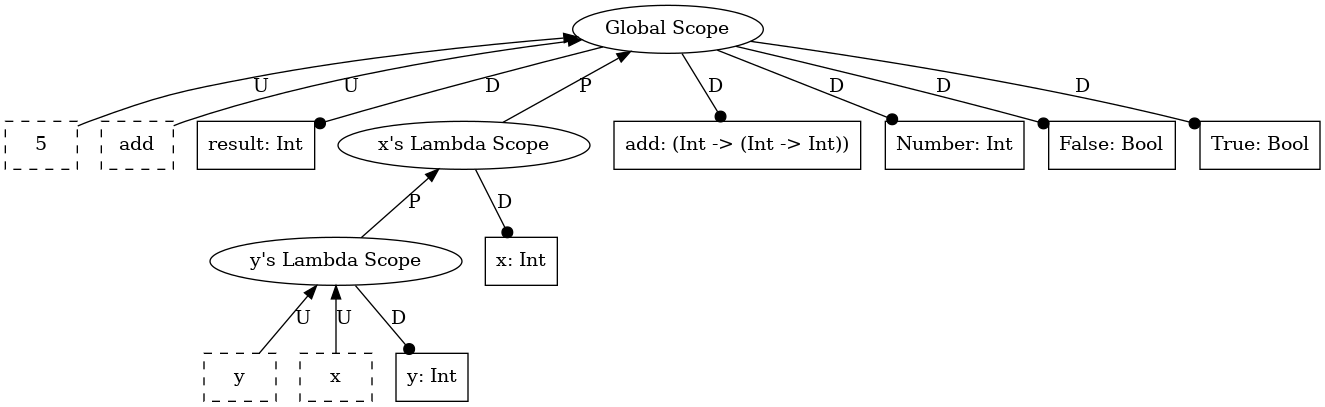 Global Scope
U
U
D
P
D
D
D
D
5
add
result: Int
x's Lambda Scope
add: (Int -> (Int -> Int))
Number: Int
False: Bool
True: Bool
P
D
y's Lambda Scope
x: Int
U
U
D
y
x
y: Int